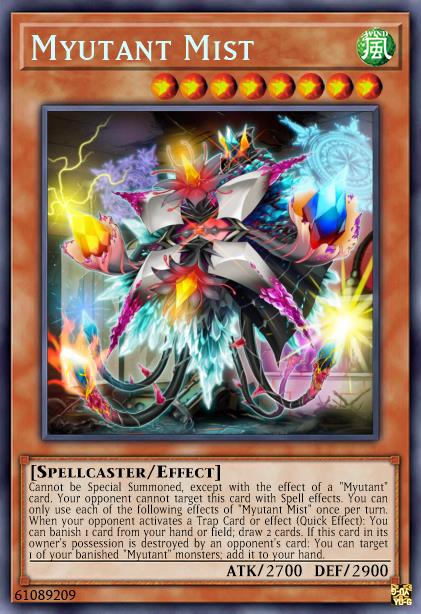 Myutant Mist
WIND
風
[Spellcaster/Effect]
Cannot be Special Summoned, except with the effect of a "Myutant"
card. Your opponent cannot target this card with Spell effects. You can
only use each of the following effects of "Myutant Mist" once per turn.
When your opponent activates a Trap Card or effect (Quick Effect): You
can banish 1 card from your hand or field; draw 2 cards. If this card in its
owner's possession is destroyed by an opponent's card: You can target
1 of your banished "Myutant" monsters; add it to your hand.
ATK/2700 DEF/2900
61089209